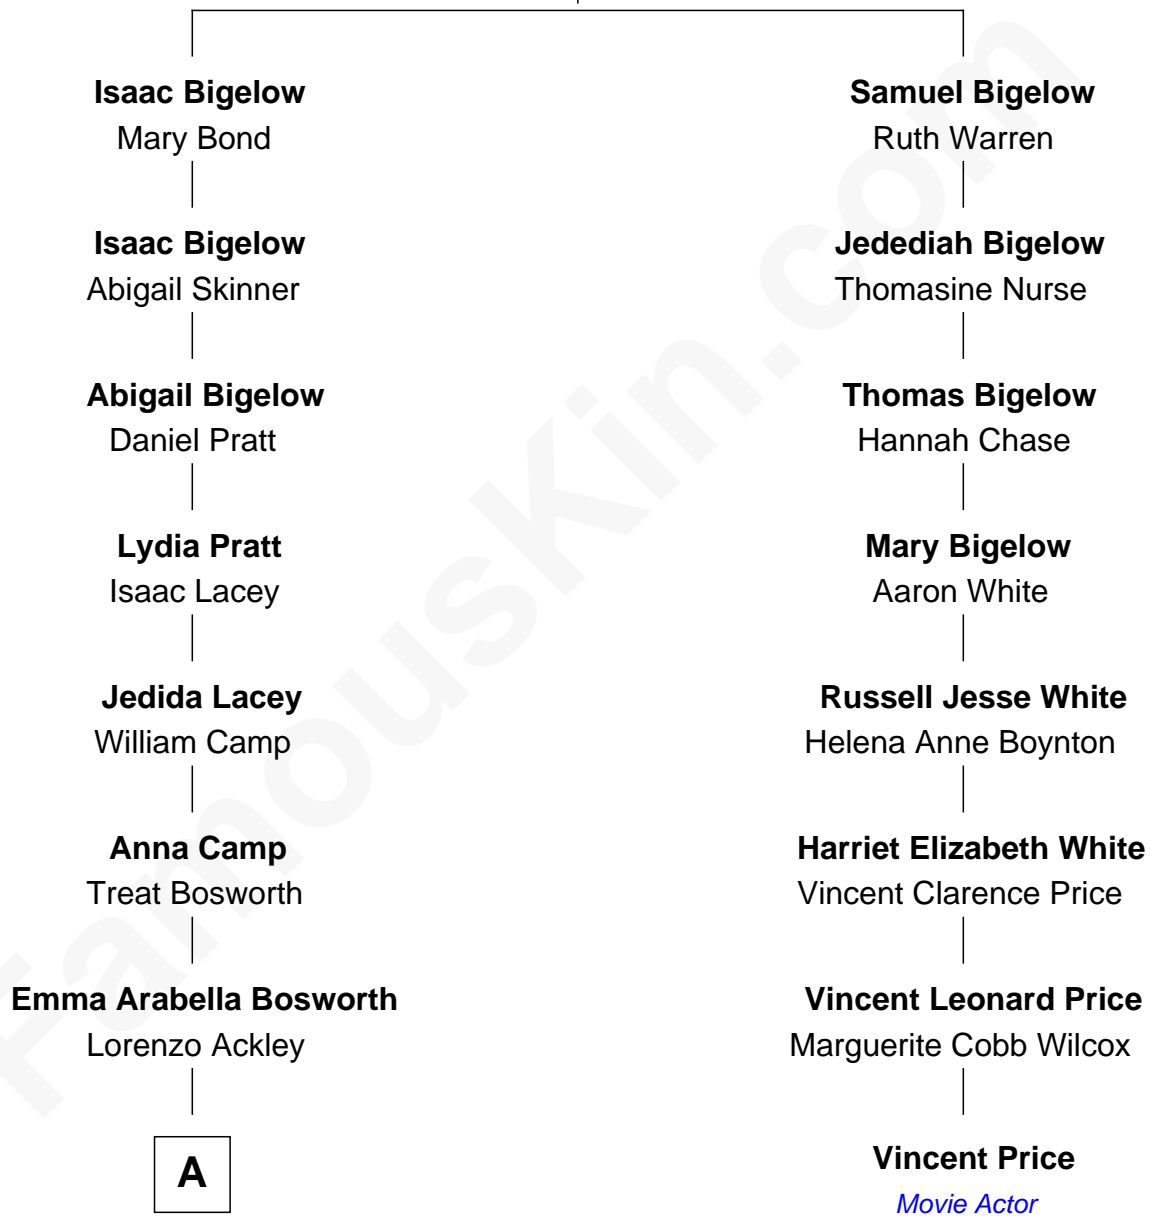 Isaac Bigelow
Mary Bond
Samuel Bigelow
Ruth Warren
Isaac Bigelow
Abigail Skinner
Jedediah Bigelow
Thomasine Nurse
Abigail Bigelow
Daniel Pratt
Thomas Bigelow
Hannah Chase
Lydia Pratt
Isaac Lacey
Mary Bigelow
Aaron White
Jedida Lacey
William Camp
Russell Jesse White
Helena Anne Boynton
Anna Camp
Treat Bosworth
Harriet Elizabeth White
Vincent Clarence Price
Emma Arabella Bosworth
Lorenzo Ackley
Vincent Leonard Price
Marguerite Cobb Wilcox
A
Vincent Price
Movie Actor
FamousKin.com